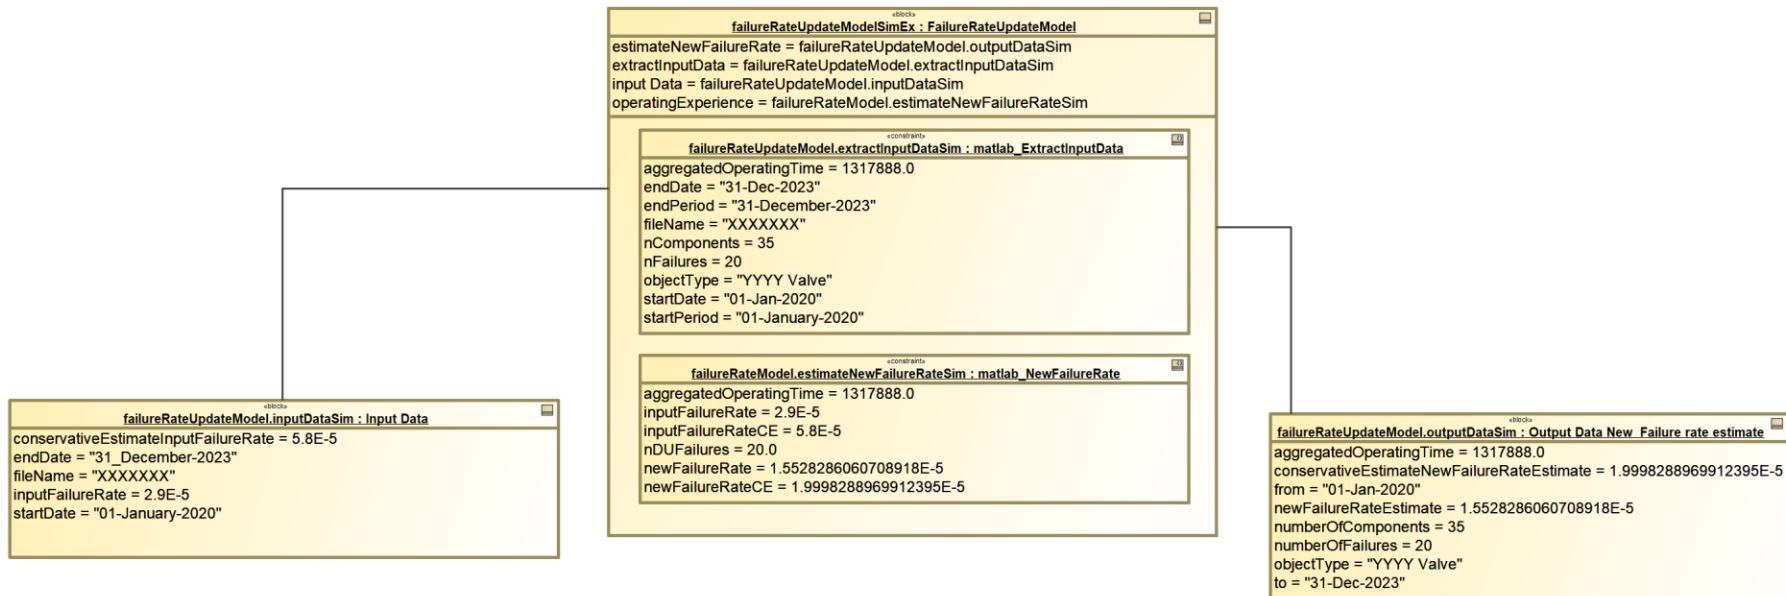 «block»
failureRateUpdateModelSimEx : FailureRateUpdateModel
estimateNewFailureRate = failureRateUpdateModel.outputDataSim
extractInputData = failureRateUpdateModel.extractInputDataSim
input Data = failureRateUpdateModel.inputDataSim
operatingExperience = failureRateModel.estimateNewFailureRateSim
«constraint»
failureRateUpdateModel.extractInputDataSim : matlab_ExtractInputData
aggregatedOperatingTime = 1317888.0
endDate = "31-Dec-2023"
endPeriod = "31-December-2023"
fileName = "XXXXXXX"
nComponents = 35
nFailures = 20
objectType = "YYYY Valve"
startDate = "01-Jan-2020"
startPeriod = "01-January-2020"
«constraint»
failureRateModel.estimateNewFailureRateSim : matlab_NewFailureRate
aggregatedOperatingTime = 1317888.0
inputFailureRate = 2.9E-5
inputFailureRateCE = 5.8E-5
nDUFailures = 20.0
newFailureRate = 1.5528286060708918E-5
newFailureRateCE = 1.9998288969912395E-5
«block»
failureRateUpdateModel.inputDataSim : Input Data
conservativeEstimateInputFailureRate = 5.8E-5
endDate = "31_December-2023"
fileName = "XXXXXXX"
inputFailureRate = 2.9E-5
startDate = "01-January-2020"
«block»
failureRateUpdateModel.outputDataSim : Output Data New  Failure rate estimate
aggregatedOperatingTime = 1317888.0
conservativeEstimateNewFailureRateEstimate = 1.9998288969912395E-5
from = "01-Jan-2020"
newFailureRateEstimate = 1.5528286060708918E-5
numberOfComponents = 35
numberOfFailures = 20
objectType = "YYYY Valve"
to = "31-Dec-2023"